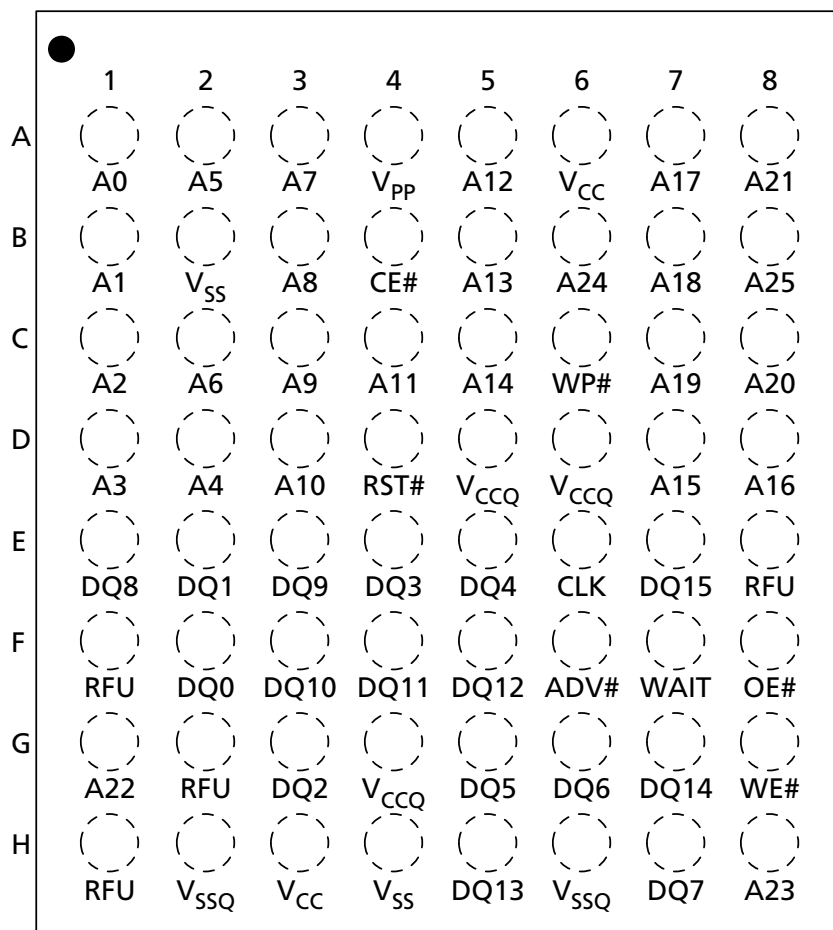 1 2 3 4 5 6 7 8
A
A0 A5 A7 VPP A12 VCC A17 A21
B
A1 VSS A8 CE# A13 A24 A18 A25
C
A2 A6 A9 A11 A14 WP# A19 A20
D
A3 A4 A10 RST# VCCQ VCCQ A15 A16
E
DQ8 DQ1 DQ9 DQ3 DQ4 CLK DQ15 RFU
F
RFU DQ0 DQ10 DQ11 DQ12 ADV# WAIT OE#
G
A22 RFU DQ2 VCCQ DQ5 DQ6 DQ14 WE#
H
RFU VSSQ VCC VSS DQ13 VSSQ DQ7 A23